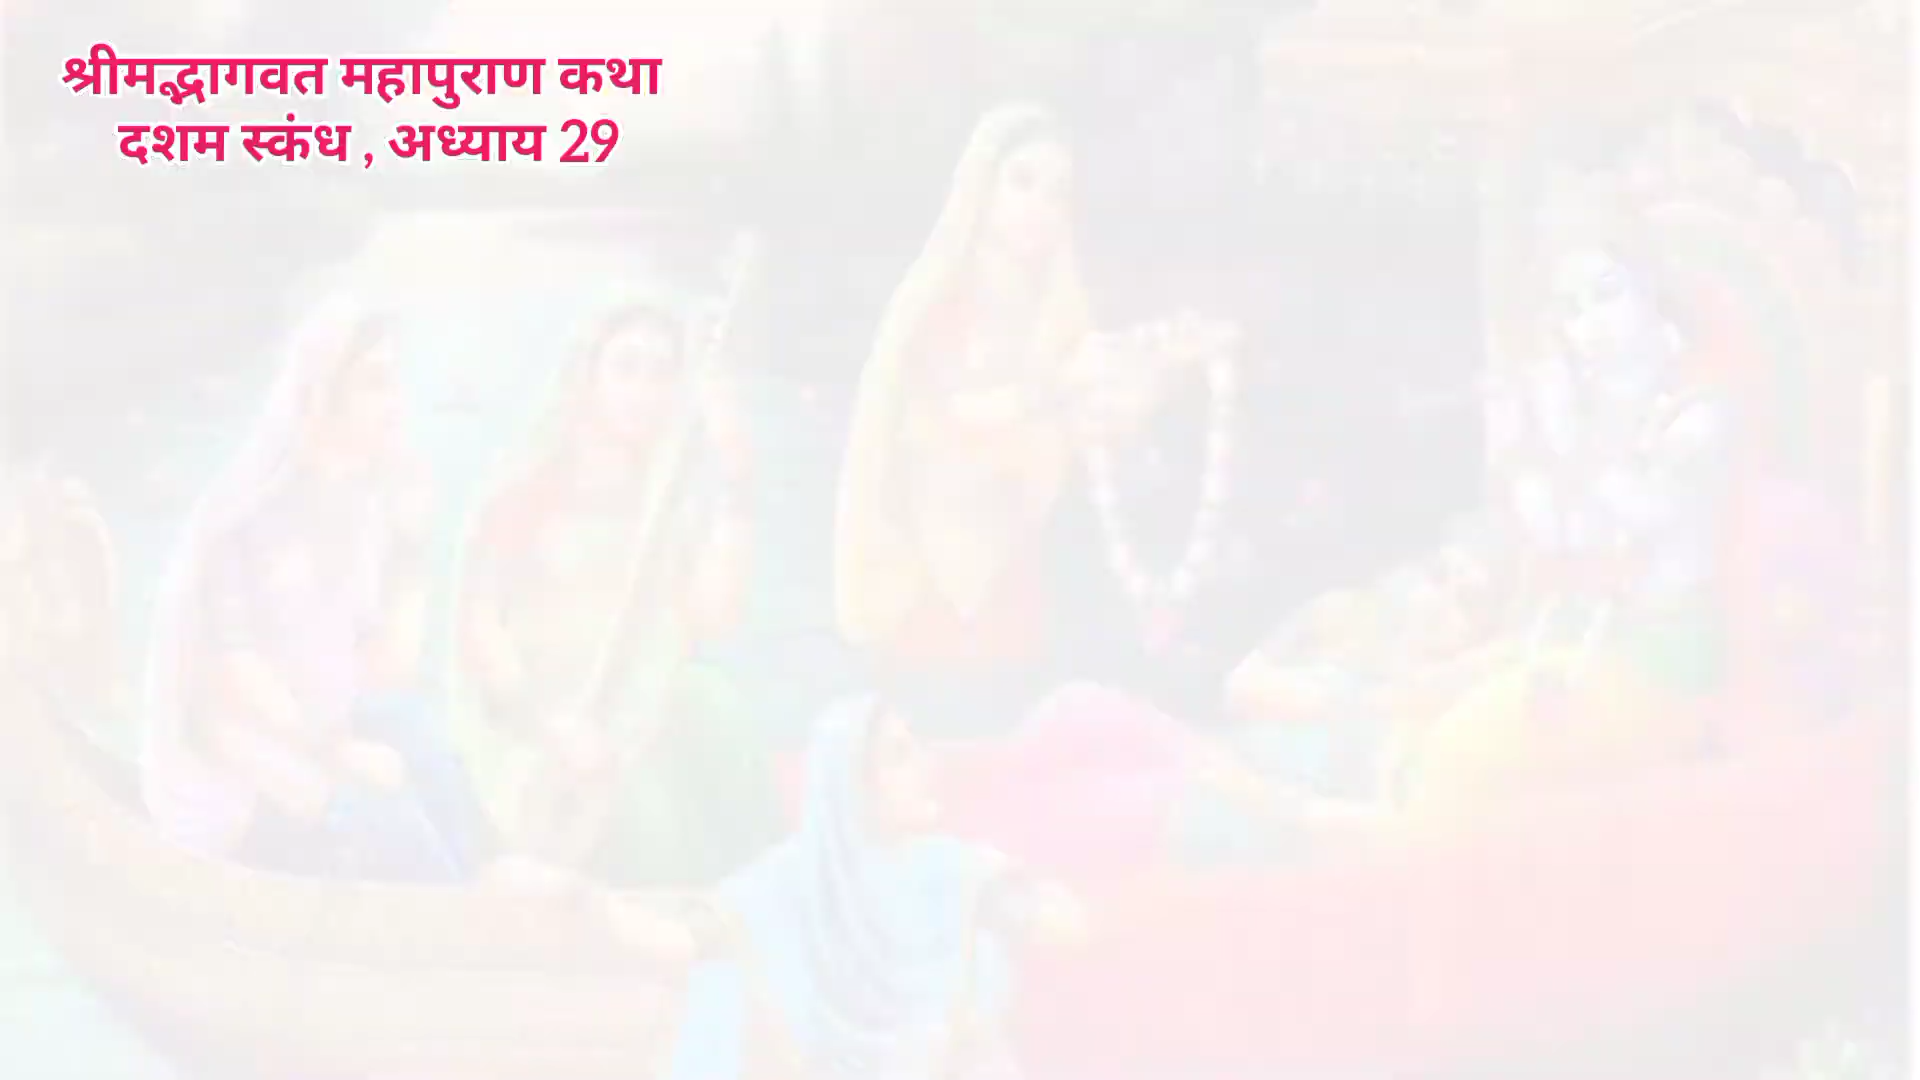 श्रीमद्भागवत महापुराण कथा
दशम स्कंध , अध्याय 29